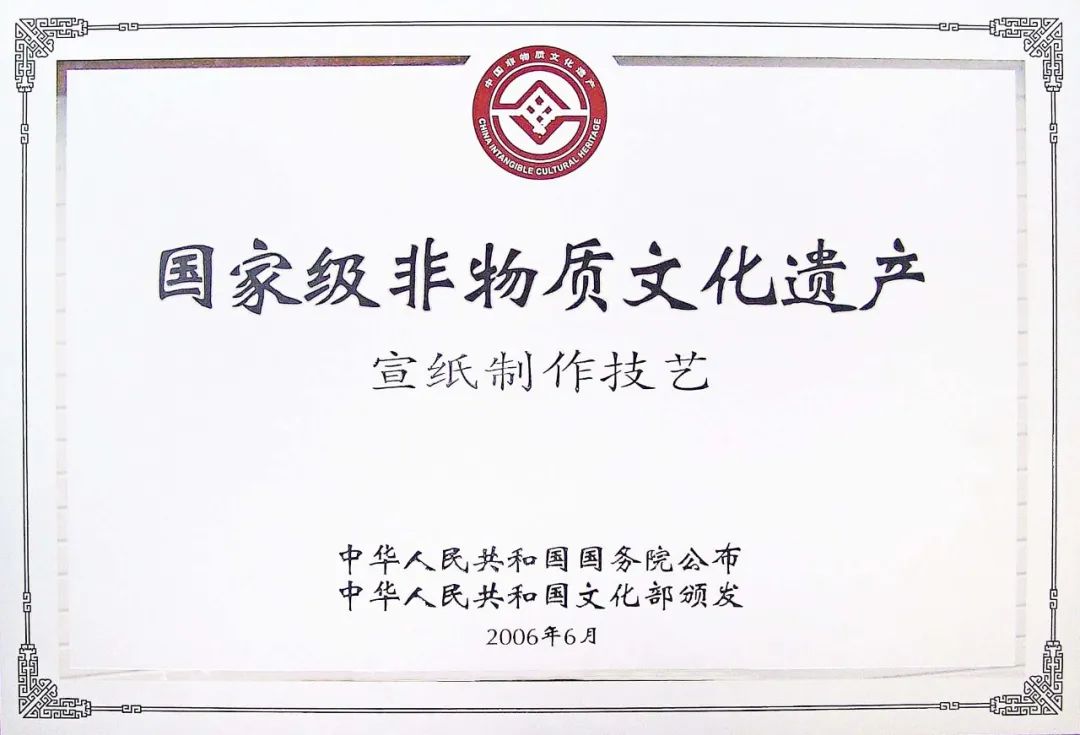 中国非物质文化遗产
CHINA INTANGIBLE CULTURAL HERITAGE
国家级非物质文化遗产
宣纸制作技艺
中华人民共和国国务院公布
中华人民共和国文化部颁发
2006年6月